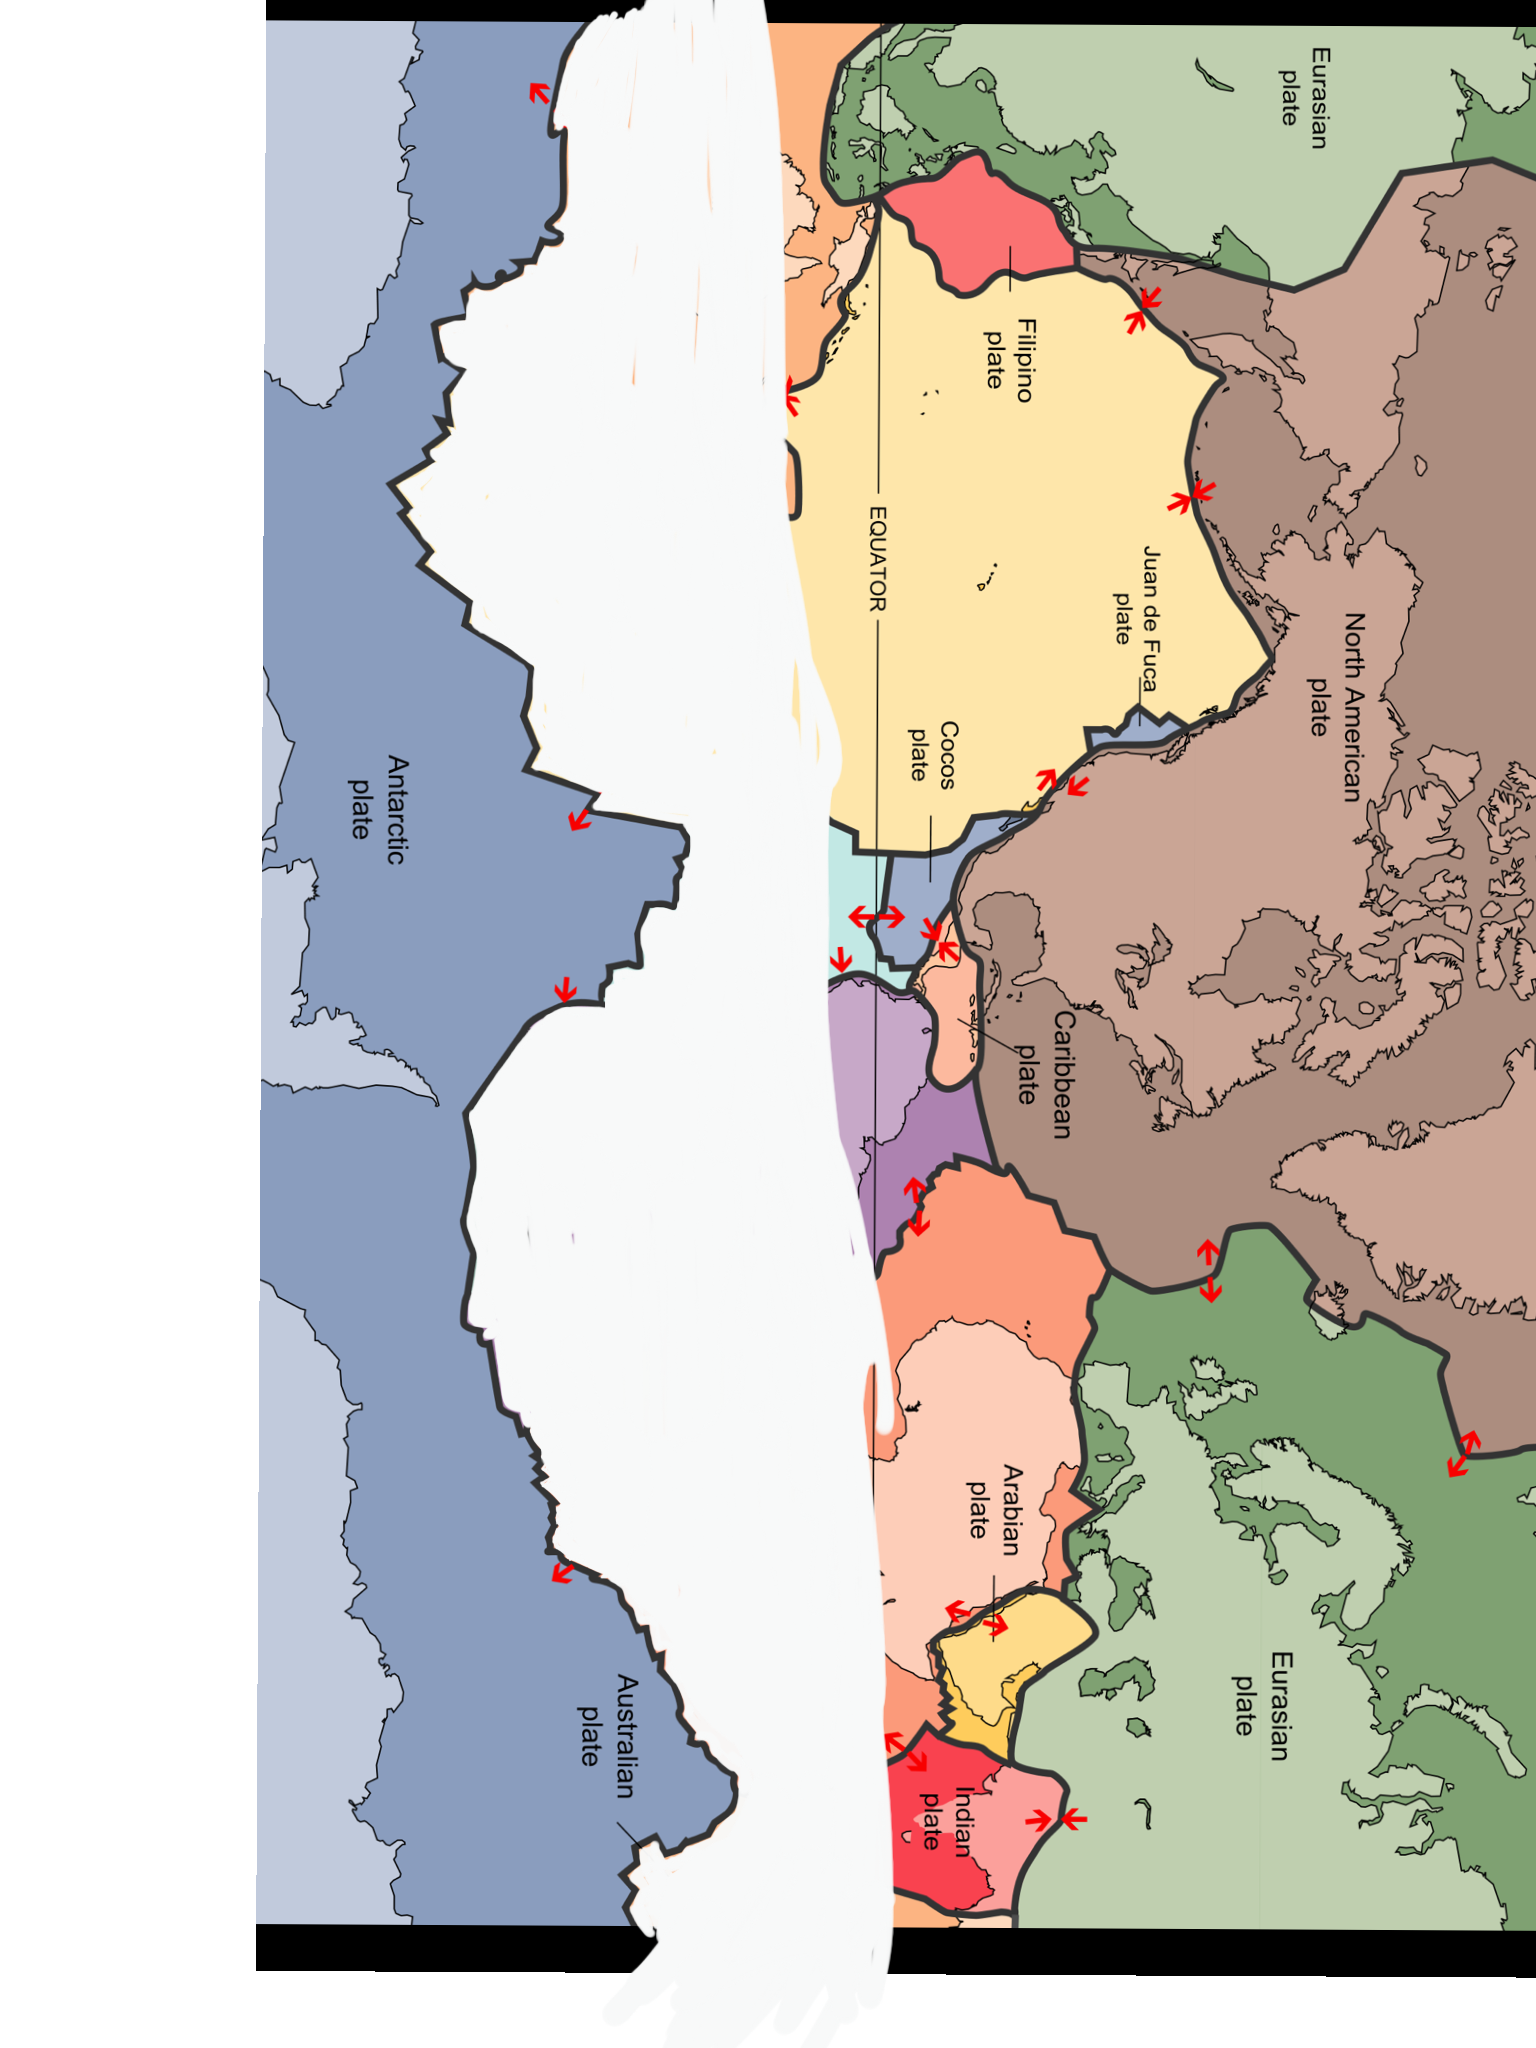 Eurasian
plate
Filipino
plate
EQUATOR
Juan de Fuca
plate
North American
plate
Cocos
plate
Antarctic
plate
Caribbean
plate
Arabian
plate
Eurasian
plate
Australian
plate
Indian
plate